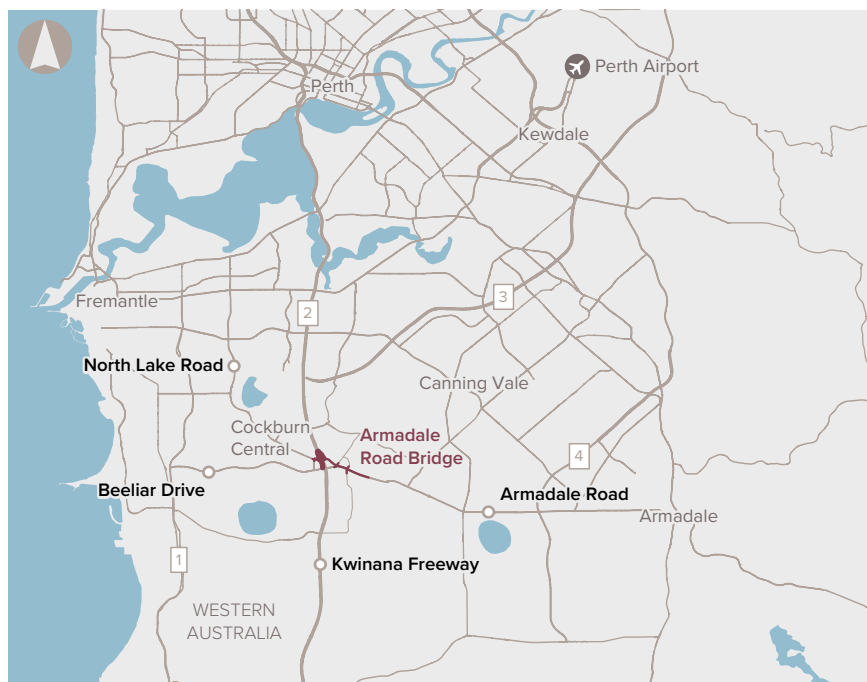 Perth
Perth Airport
Kewdale
Fremantle
2
3
North Lake Road
Canning Vale
Cockburn
Central
Armadale
Road Bridge
4
Beeliar Drive
Armadale Road
Armadale
1
Kwinana Freeway
WESTERN
AUSTRALIA